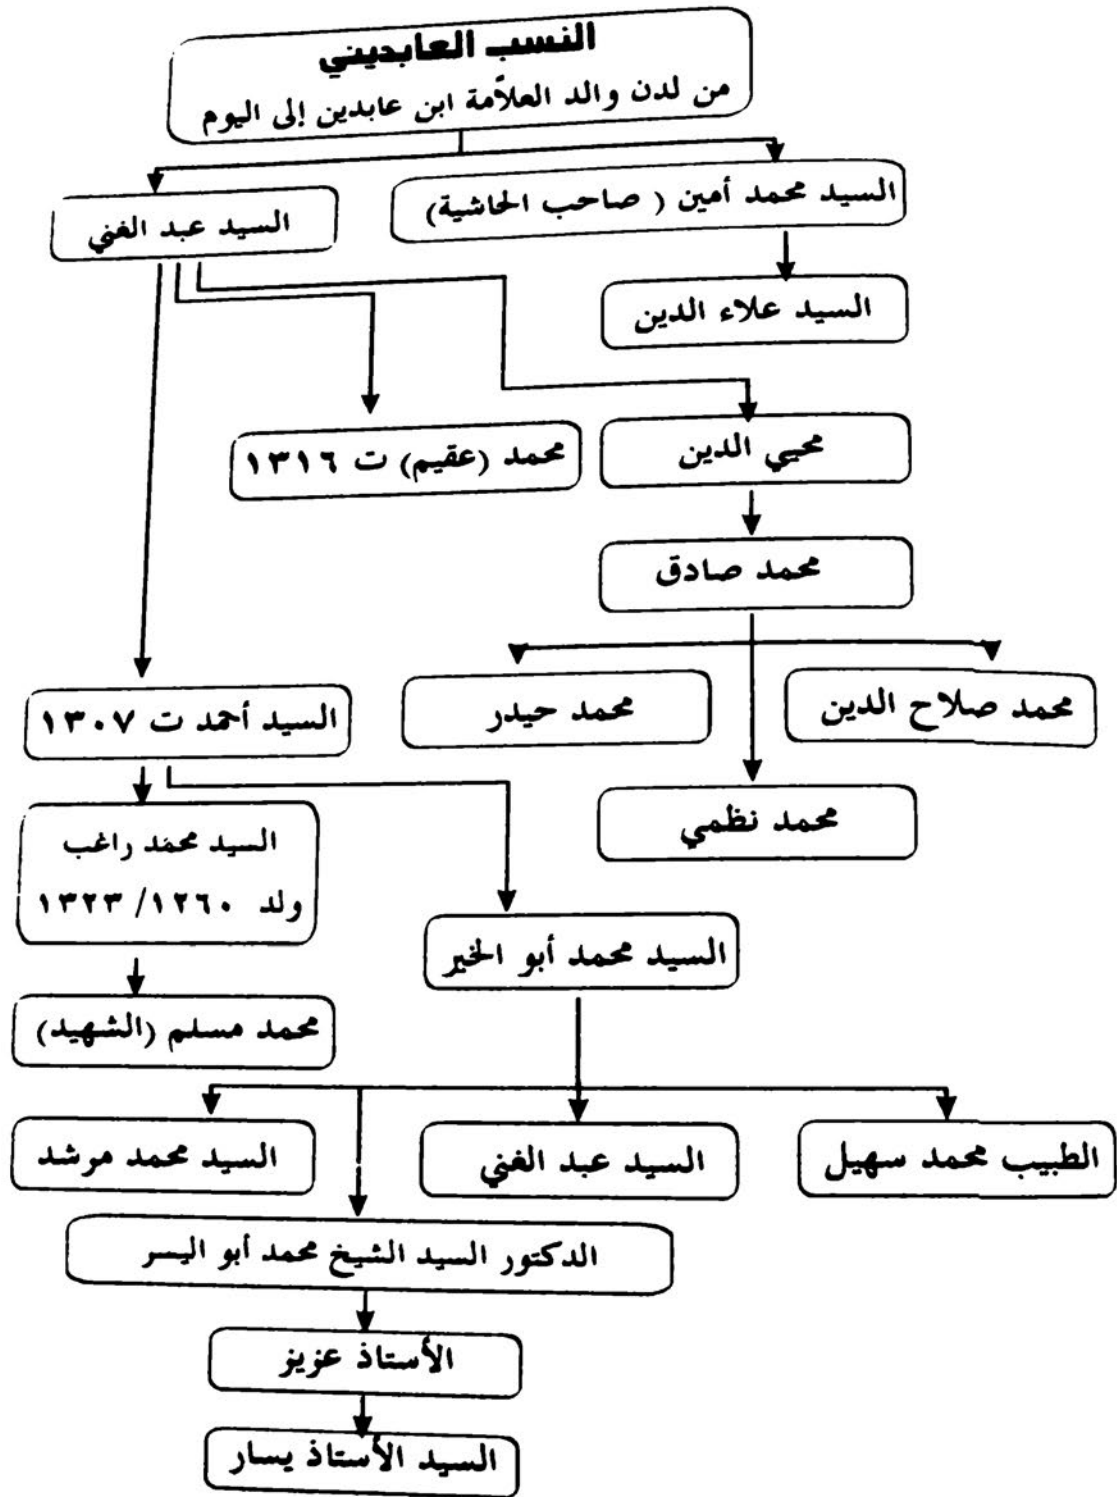 النسب العابديني
من لدن والد العلاّمة ابن عابدين إلى اليوم
السيد محمد أمين ( صاحب الحاشية)
السيد عبد الغني
السيد علاء الدين
محيي الدين
محمد (عقيم) ت ١٣١٦
محمد صادق
محمد صلاح الدين
محمد حيدر
السيد أحمد ت ١٣٠٧
محمد نظمي
السيد محمد راغب
ولد ١٢٦٠/ ١٣٢٣
السيد محمد أبو الخير
محمد مسلم (الشهيد)
الطبيب محمد سهيل
السيد عبد الغني
السيد محمد مرشد
الدكتور السيد الشيخ محمد أبو اليسر
الأستاذ عزيز
السيد الأستاذ يسار